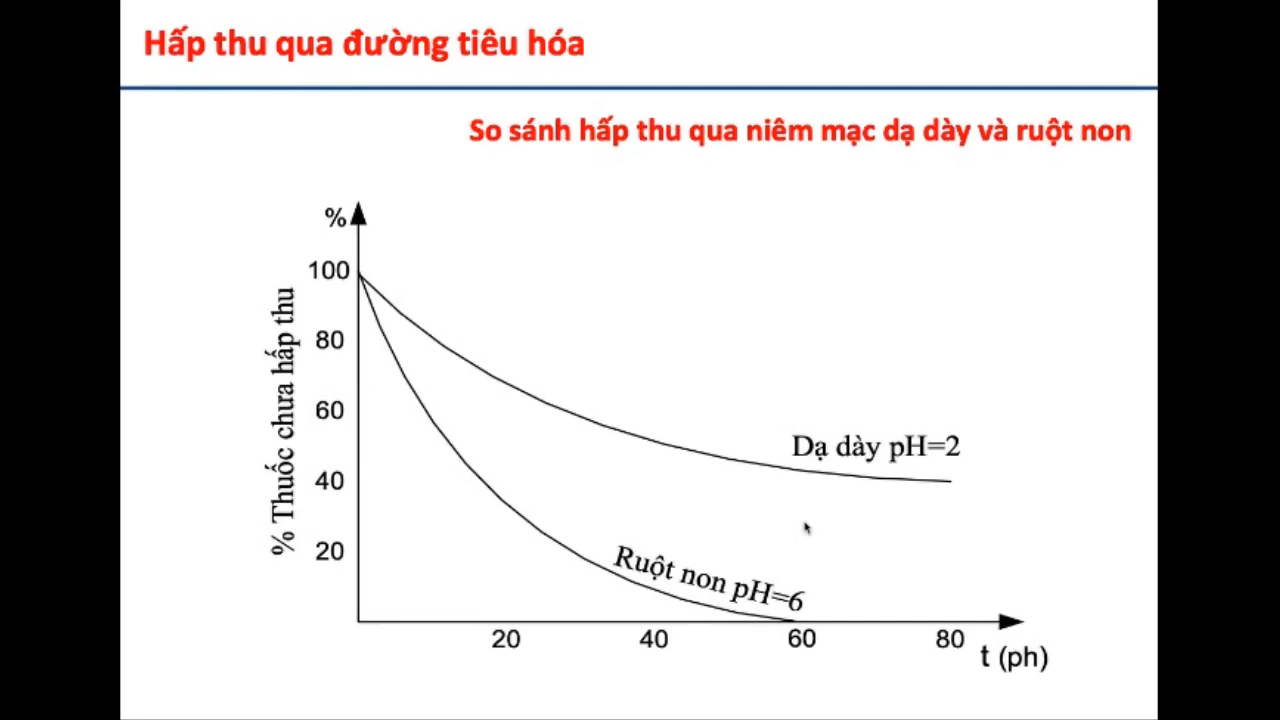 Hấp thu qua đường tiêu hóa
So sánh hấp thu qua niêm mạc dạ dày và ruột non
%
100
80
60
40
20
% Thuốc chưa hấp thu
Dạ dày pH=2
Ruột non pH=6
20 40 60 80
t (ph)